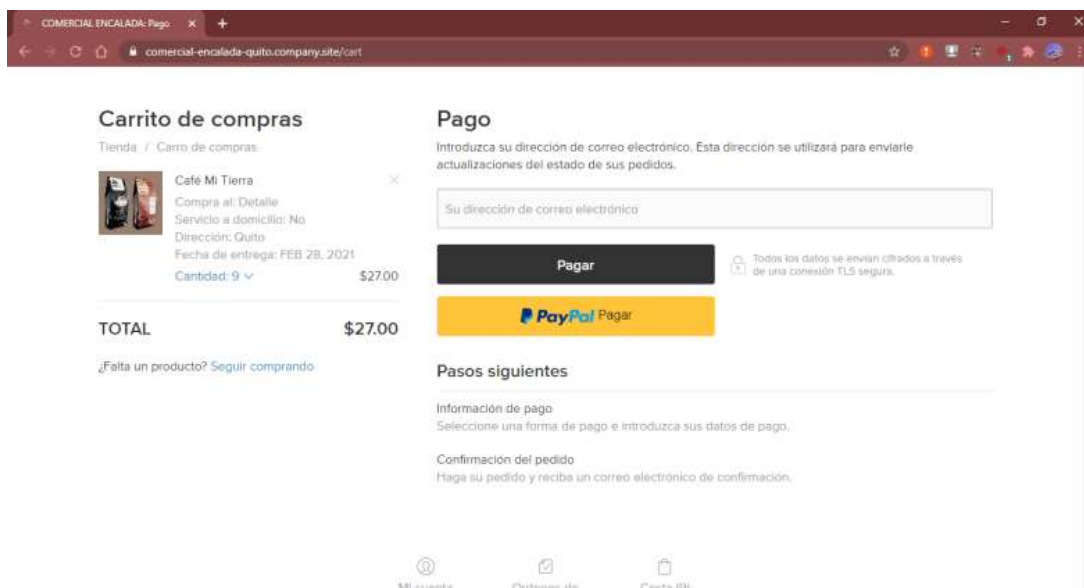 COMERCIAL ENCALADA: Pago
comercial-encalada-quito.company.site/cart
Carrito de compras
Tienda / Carro de compras
Café Mi Tierra
Compra al: Detalle
Servicio a domicilio: No
Dirección: Quito
Fecha de entrega: FEB 28, 2021
Cantidad: 9
$27.00
TOTAL
$27.00
¿Falta un producto? Seguir comprando
Pago
Introduzca su dirección de correo electrónico. Esta dirección se utilizará para enviarle
actualizaciones del estado de sus pedidos.
Su dirección de correo electrónico
Pagar
Todos los datos se envían cifrados a través
de una conexión TLS segura.
PayPal Pagar
Pasos siguientes
Información de pago
Seleccione una forma de pago e introduzca sus datos de pago.
Confirmación del pedido
Haga su pedido y reciba un correo electrónico de confirmación.
Mi cuenta
Ordenes de
Cesta (9)